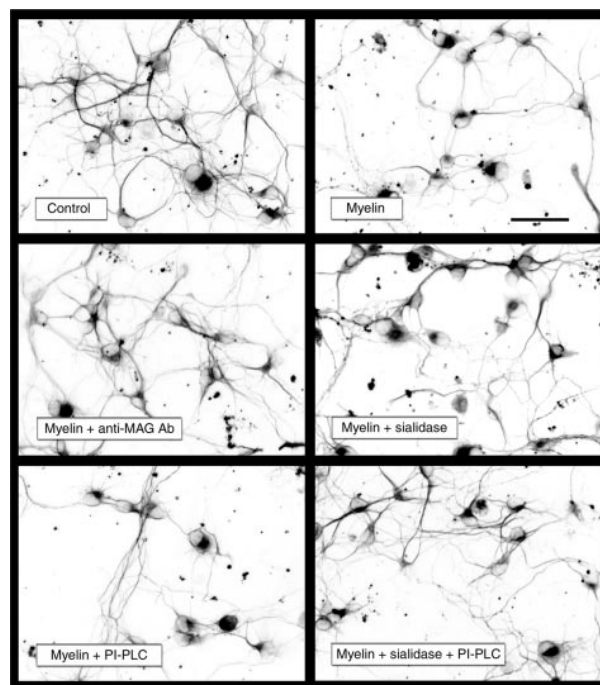 Control
Myelin
Myelin + anti-MAG Ab
Myelin + sialidase
Myelin + PI-PLC
Myelin + sialidase + PI-PLC